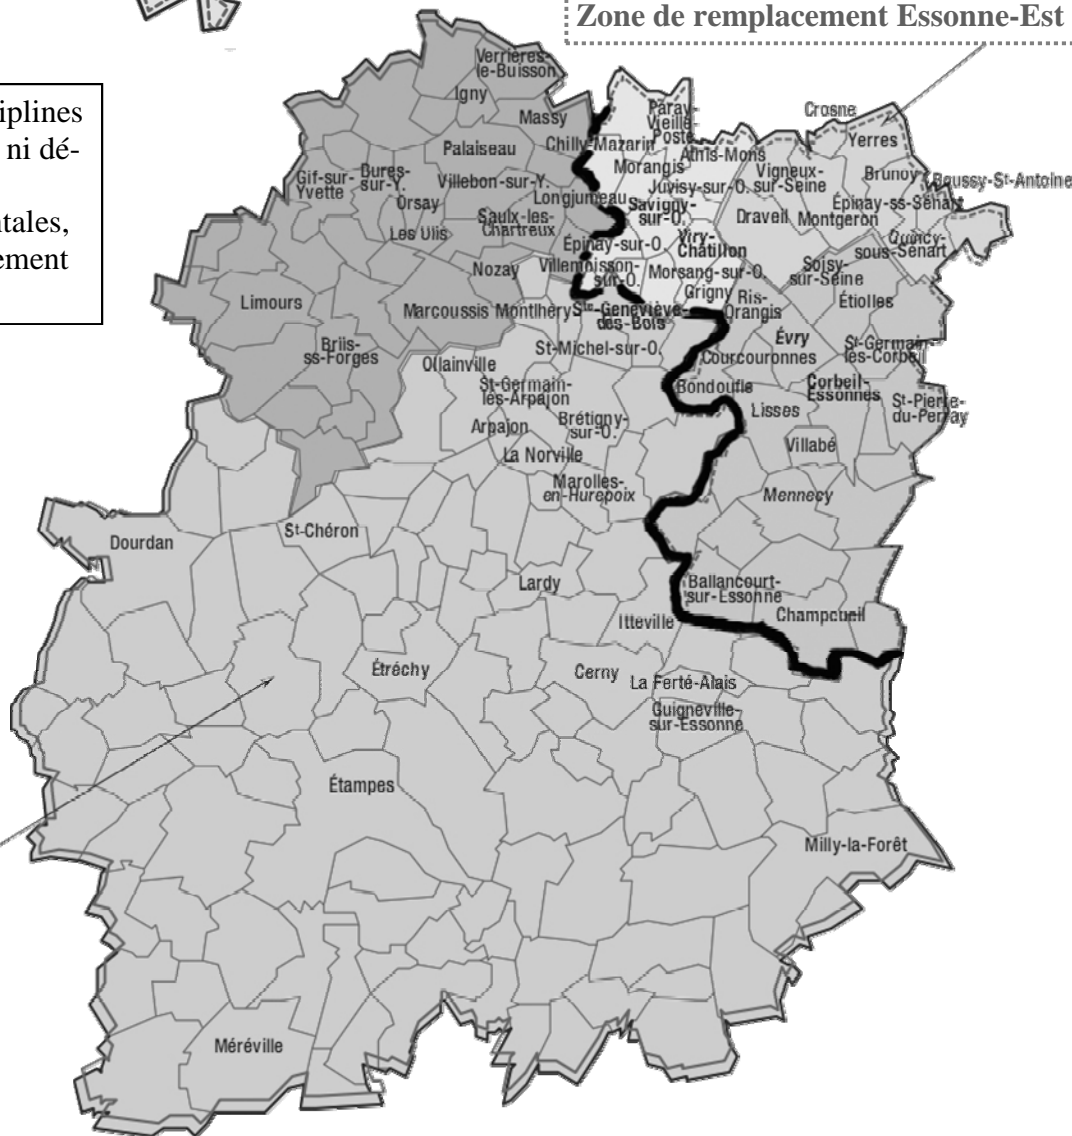 Zone de remplacement Essonne-Est
iplines
ni dé-
tales,
ement
Verrières-
le-Buisson
Igny
Massy
Palaiseau
Chilly-Mazarin
Paray-
Vieille-
Poste
Athis-Mons
Crosne
Yerres
Morangis
Gif-sur-
Yvette
Bures-
sur-Y.
Orsay
Villebon-sur-Y.
Longjumeau
Juvisy-sur-O.
Vigneux-
sur-Seine
Brunoy
Boussy-St-Antoine
Les Ulis
Saulx-les-
Chartreux
Savigny-
sur-O.
Draveil
Montgeron
Épinay-ss-Sénart
Épinay-sur-O.
Viry-
Châtillon
Quincy-
sous-Sénart
Nozay
Villemoisson-
sur-O.
Morsang-sur-O.
Soisy-
sur-Seine
Limours
Grigny
Ris-
Orangis
Étiolles
Marcoussis
Montlhéry
Ste-Geneviève-
des-Bois
Briis-
ss-Forges
Ollainville
St-Michel-sur-O.
Courcouronnes
Évry
St-Germain-
lès-Corbeil
St-Germain-
lès-Arpajon
Bondoufle
Corbeil-
Essonnes
Arpajon
Brétigny-
sur-O.
Lisses
St-Pierre-
du-Perray
La Norville
Villabé
Marolles-
en-Hurepoix
Mennecy
Dourdan
St-Chéron
Lardy
Ballancourt-
sur-Essonne
Itteville
Champcueil
Étréchy
Cerny
La Ferté-Alais
Guigneville-
sur-Essonne
Étampes
Milly-la-Forêt
Méréville